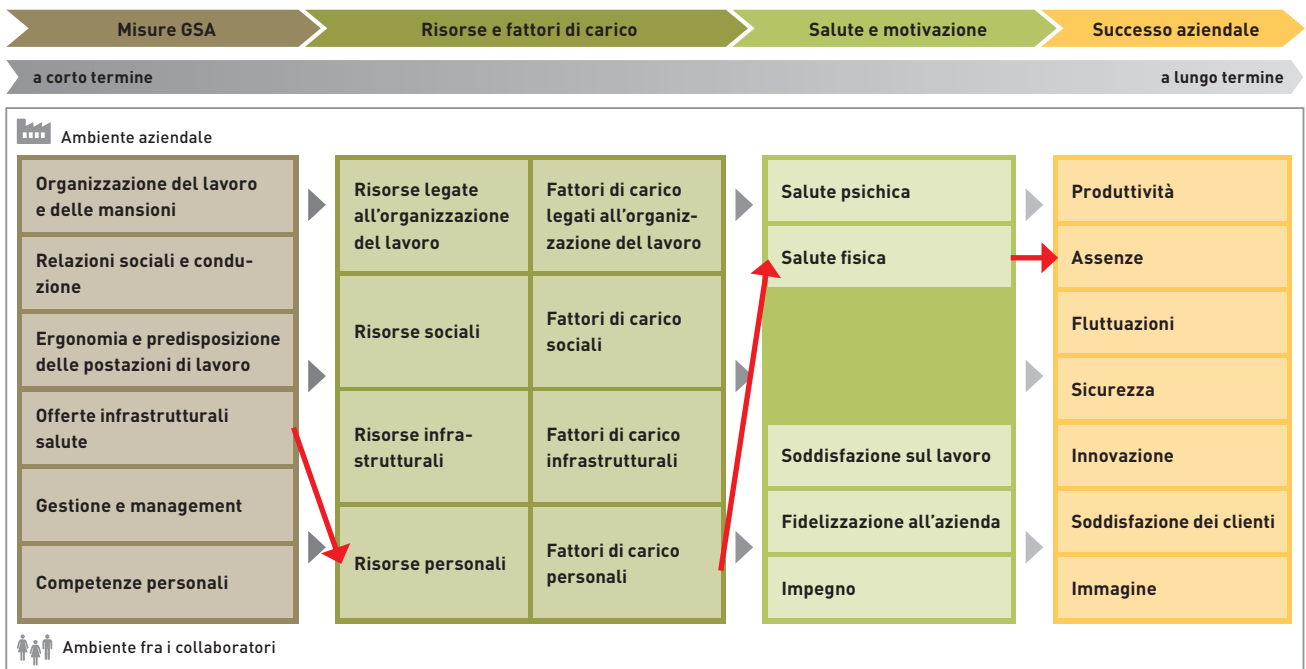 Misure GSA
Risorse e fattori di carico
Salute e motivazione
Successo aziendale
a corto termine
a lungo termine
Ambiente aziendale
Organizzazione del lavoro
e delle mansioni
Relazioni sociali e condu-
zione
Ergonomia e predisposizione
delle postazioni di lavoro
Offerte infrastrutturali
salute
Gestione e management
Competenze personali
Risorse legate
all'organizzazione
del lavoro
Fattori di carico
legati all'organiz-
zazione del lavoro
Risorse sociali
Fattori di carico
sociali
Risorse infra-
strutturali
Fattori di carico
infrastrutturali
Risorse personali
Fattori di carico
personali
Salute psichica
Salute fisica
Soddisfazione sul lavoro
Fidelizzazione all'azienda
Impegno
Produttività
Assenze
Fluttuazioni
Sicurezza
Innovazione
Soddisfazione dei clienti
Immagine
Ambiente fra i collaboratori